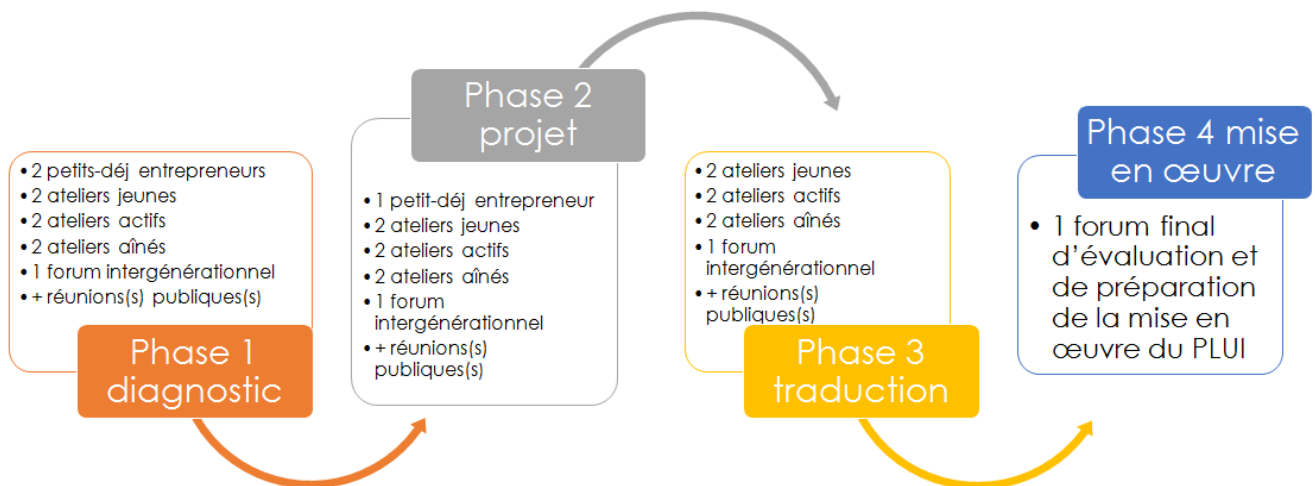 • 2 petits-déj entrepreneurs
• 2 ateliers jeunes
• 2 ateliers actifs
• 2 ateliers aînés
• 1 forum intergénérationnel
• + réunions(s) publiques(s)
Phase 1
diagnostic
Phase 2
projet
• 1 petit-déj entrepreneur
• 2 ateliers jeunes
• 2 ateliers actifs
• 2 ateliers aînés
• 1 forum
intergénérationnel
• + réunions(s)
publiques(s)
• 2 ateliers jeunes
• 2 ateliers actifs
• 2 ateliers aînés
• 1 forum
intergénérationnel
• + réunions(s)
publiques(s)
Phase 3
traduction
Phase 4 mise
en œuvre
• 1 forum final
d'évaluation et
de préparation
de la mise en
œuvre du PLUI